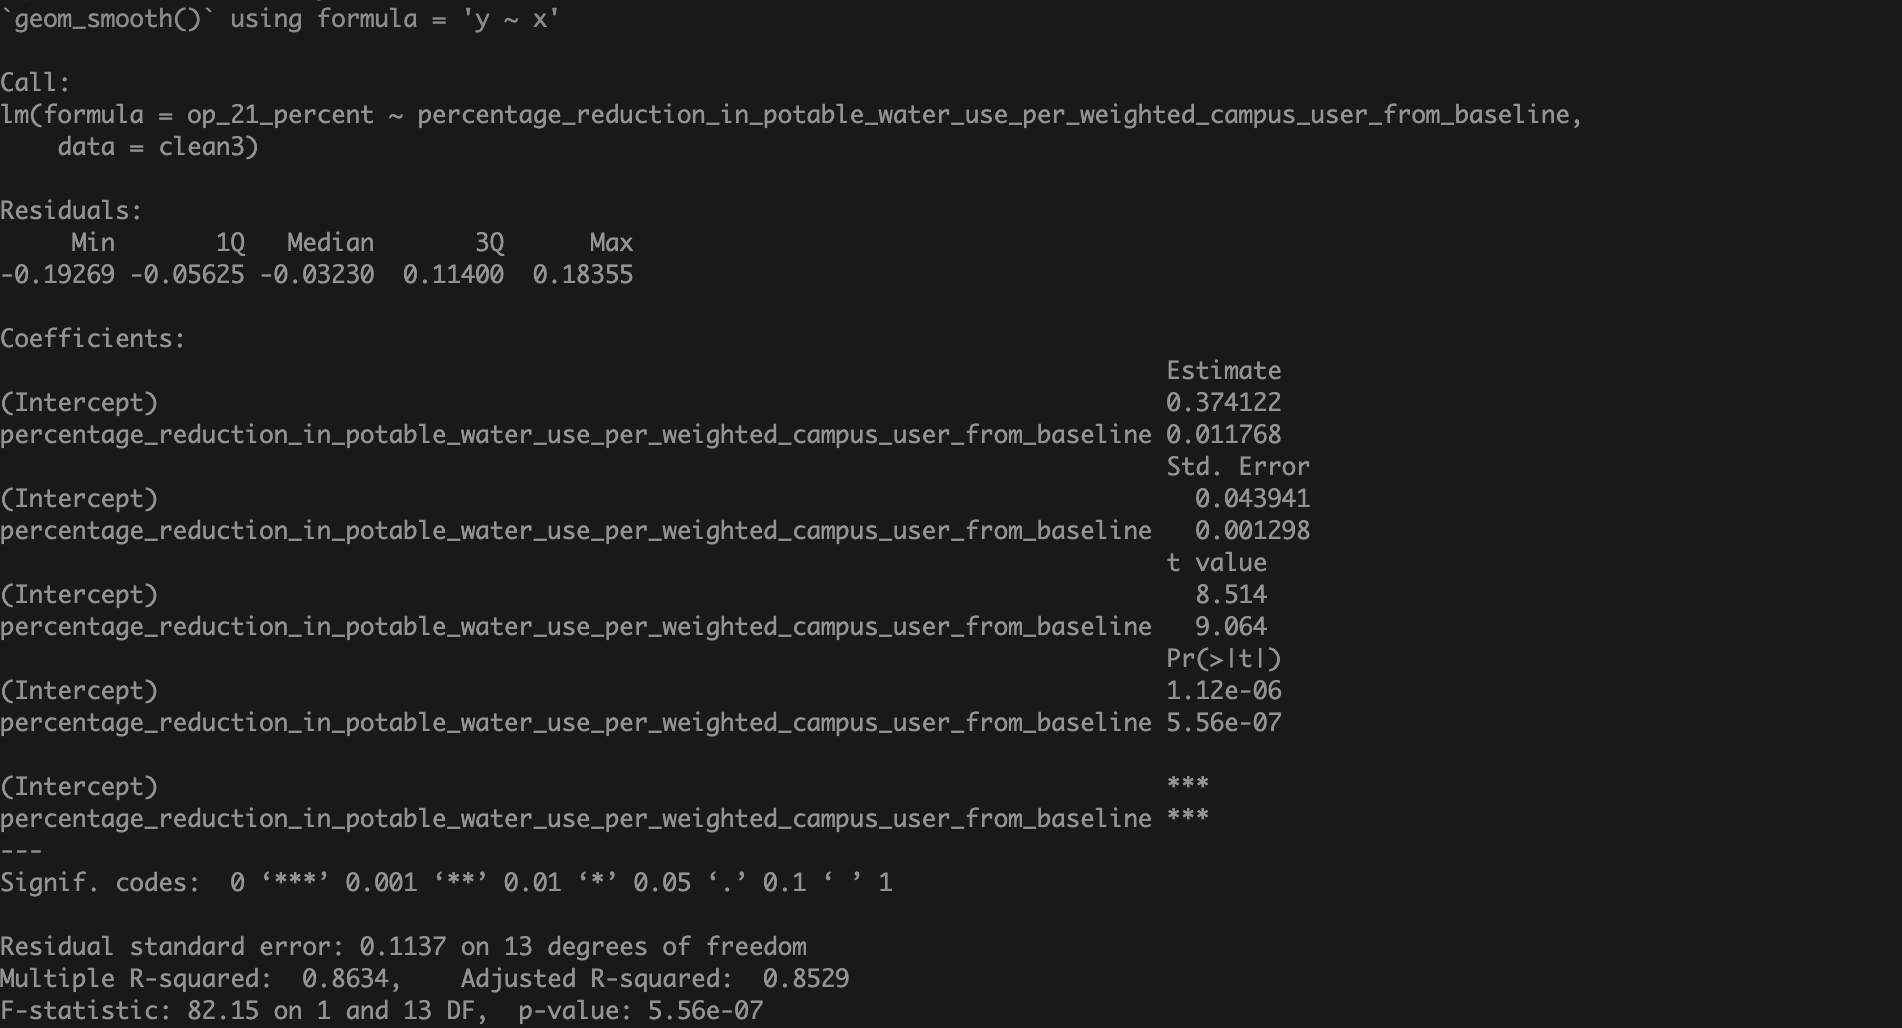 `geom_smooth()` using formula = 'y ~ x'
Call:
lm(formula = op_21_percent ~ percentage_reduction_in_potable_water_use_per_weighted_campus_user_from_baseline,
    data = clean3)
Residuals:
     Min       1Q   Median       3Q      Max
-0.19269 -0.05625 -0.03230  0.11400  0.18355
Coefficients:
                                                                                 Estimate
(Intercept)                                                                      0.374122
percentage_reduction_in_potable_water_use_per_weighted_campus_user_from_baseline 0.011768
                                                                                 Std. Error
(Intercept)                                                                        0.043941
percentage_reduction_in_potable_water_use_per_weighted_campus_user_from_baseline   0.001298
                                                                                 t value
(Intercept)                                                                        8.514
percentage_reduction_in_potable_water_use_per_weighted_campus_user_from_baseline   9.064
                                                                                 Pr(>|t|)
(Intercept)                                                                      1.12e-06
percentage_reduction_in_potable_water_use_per_weighted_campus_user_from_baseline 5.56e-07
(Intercept)                                                                      ***
percentage_reduction_in_potable_water_use_per_weighted_campus_user_from_baseline ***
---
Signif. codes:  0 ‘***’ 0.001 ‘**’ 0.01 ‘*’ 0.05 ‘.’ 0.1 ‘ ’ 1
Residual standard error: 0.1137 on 13 degrees of freedom
Multiple R-squared:  0.8634,    Adjusted R-squared:  0.8529
F-statistic: 82.15 on 1 and 13 DF,  p-value: 5.56e-07